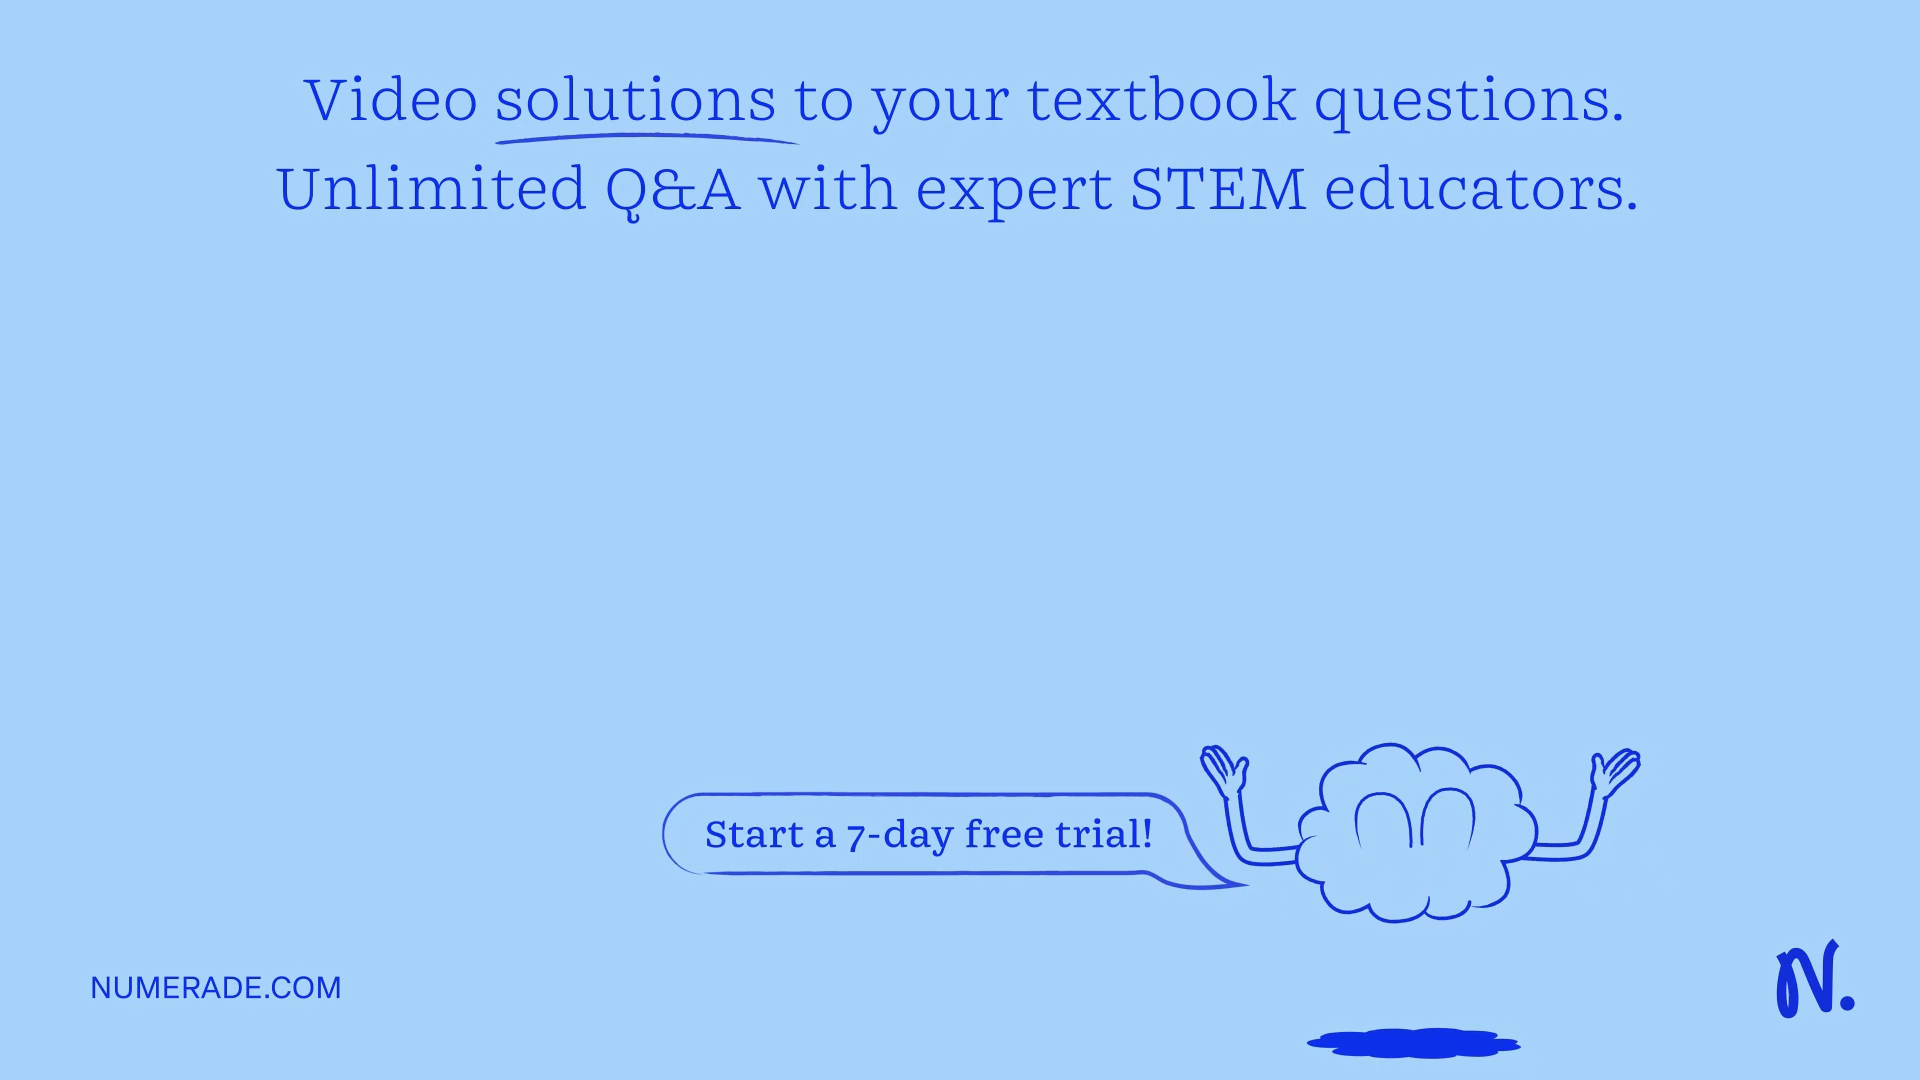 Video solutions to your textbook questions.
Unlimited Q&A with expert STEM educators.
Start a 7-day free trial!
NUMERADE.COM
N.